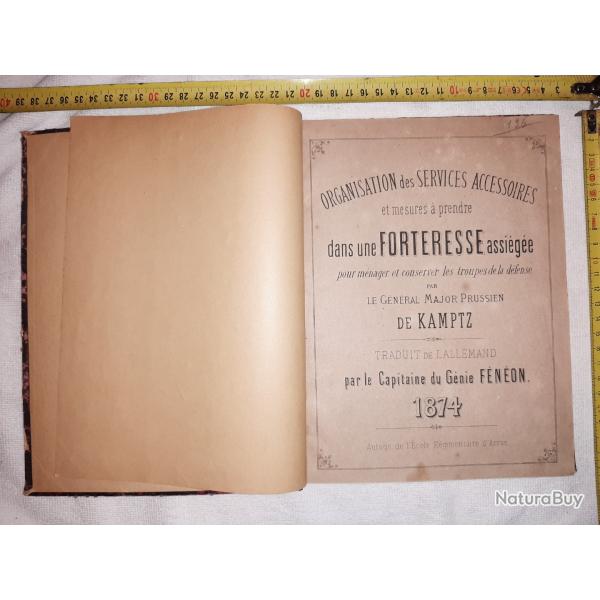 126
ORGANISATION des SERVICES ACCESSOIRES
et mesures à prendre
dans une FORTERESSE assiégée
pour ménager et conserver les troupes de la défense
PAR
LE GÉNÉRAL MAJOR PRUSSIEN
DE KAMPTZ
TRADUIT DE L'ALLEMAND
par le Capitaine du Génie FÉNÉON.
1874
Autogr. de l'École Régimentaire d'Arras
NaturaBuy